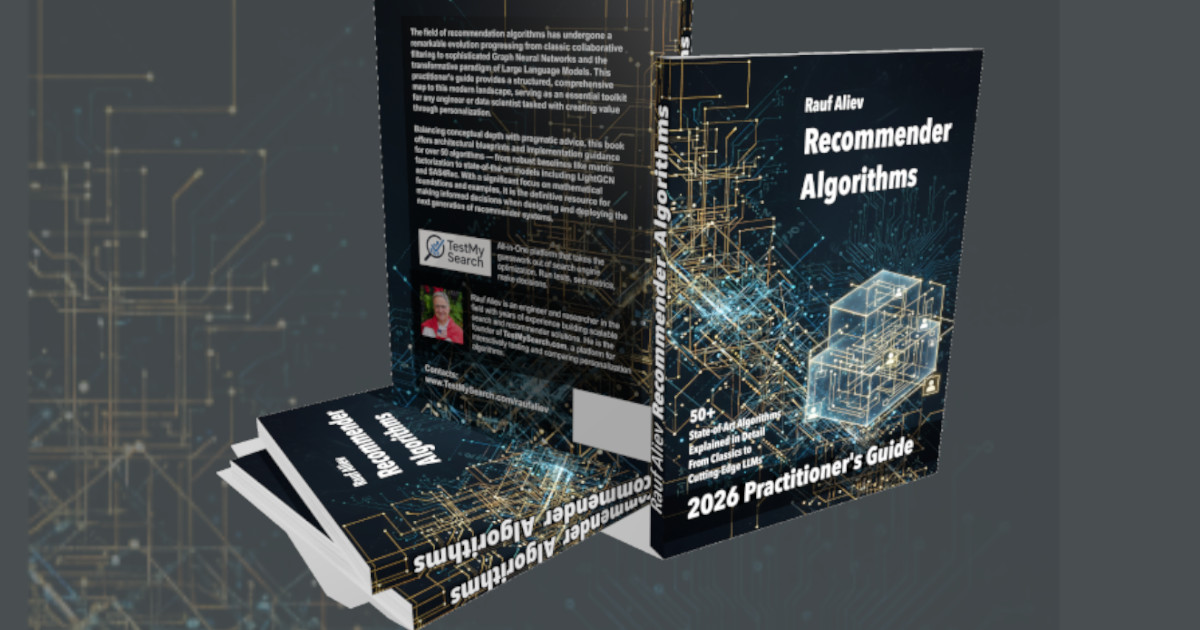 The field of recommendation algorithms has undergone a
remarkable evolution progressing from classic collaborative
filtering to sophisticated Graph Neural Networks and the
transformative paradigm of Large Language Models. This
practitioner's guide provides a structured, comprehensive
map to this modern landscape, serving as an essential toolkit
for any engineer or data scientist tasked with creating value
through personalization.
Balancing conceptual depth with pragmatic advice, this book
offers architectural blueprints and implementation guidance
for over 50 algorithms — from robust baselines like matrix
factorization to state-of-the-art models including LightGCN
and SASRec. With a significant focus on mathematical
foundations and examples, it is the definitive resource for
making informed decisions when designing and deploying the
next generation of recommender systems.
TestMy
Search
All-in-One platform that takes the
guesswork out of search engine
optimization. Run tests, see metrics,
make decisions.
Rauf Aliev is an engineer and researcher in the
field with years of experience building scalable
search and recommender solutions. He is the
founder of TestMySearch.com, a platform for
interactively testing and comparing personalization
algorithms.
Contacts:
www.TestMySearch.com/raufaliev
Rauf Aliev Recommender Algorithms
Rauf Aliev
Recommender
Algorithms
50+
State-of-Art Algorithms
Explained in Detail
From Classics to
Cutting-Edge LLMs
2026 Practitioner's Guide
Rauf Aliev
Recommender
Algorithms
ommender Algorithms
commender Algorithms